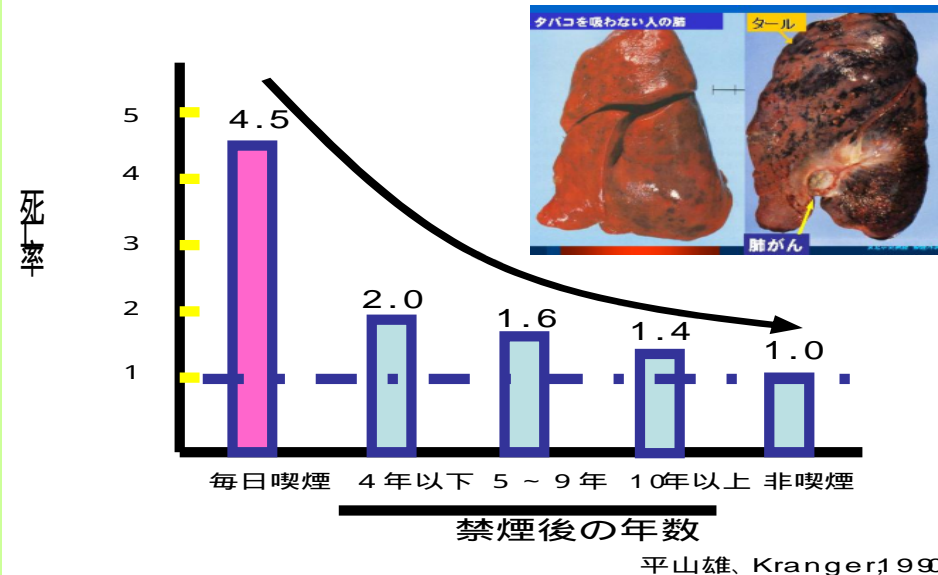 タバコを吸わない人の肺
タール
肺がん
死亡率
5
4
3
2
1
4.5
2.0
1.6
1.4
1.0
毎日喫煙
4年以下
5~9年
10年以上
非喫煙
禁煙後の年数
平山雄、Kranger,1990